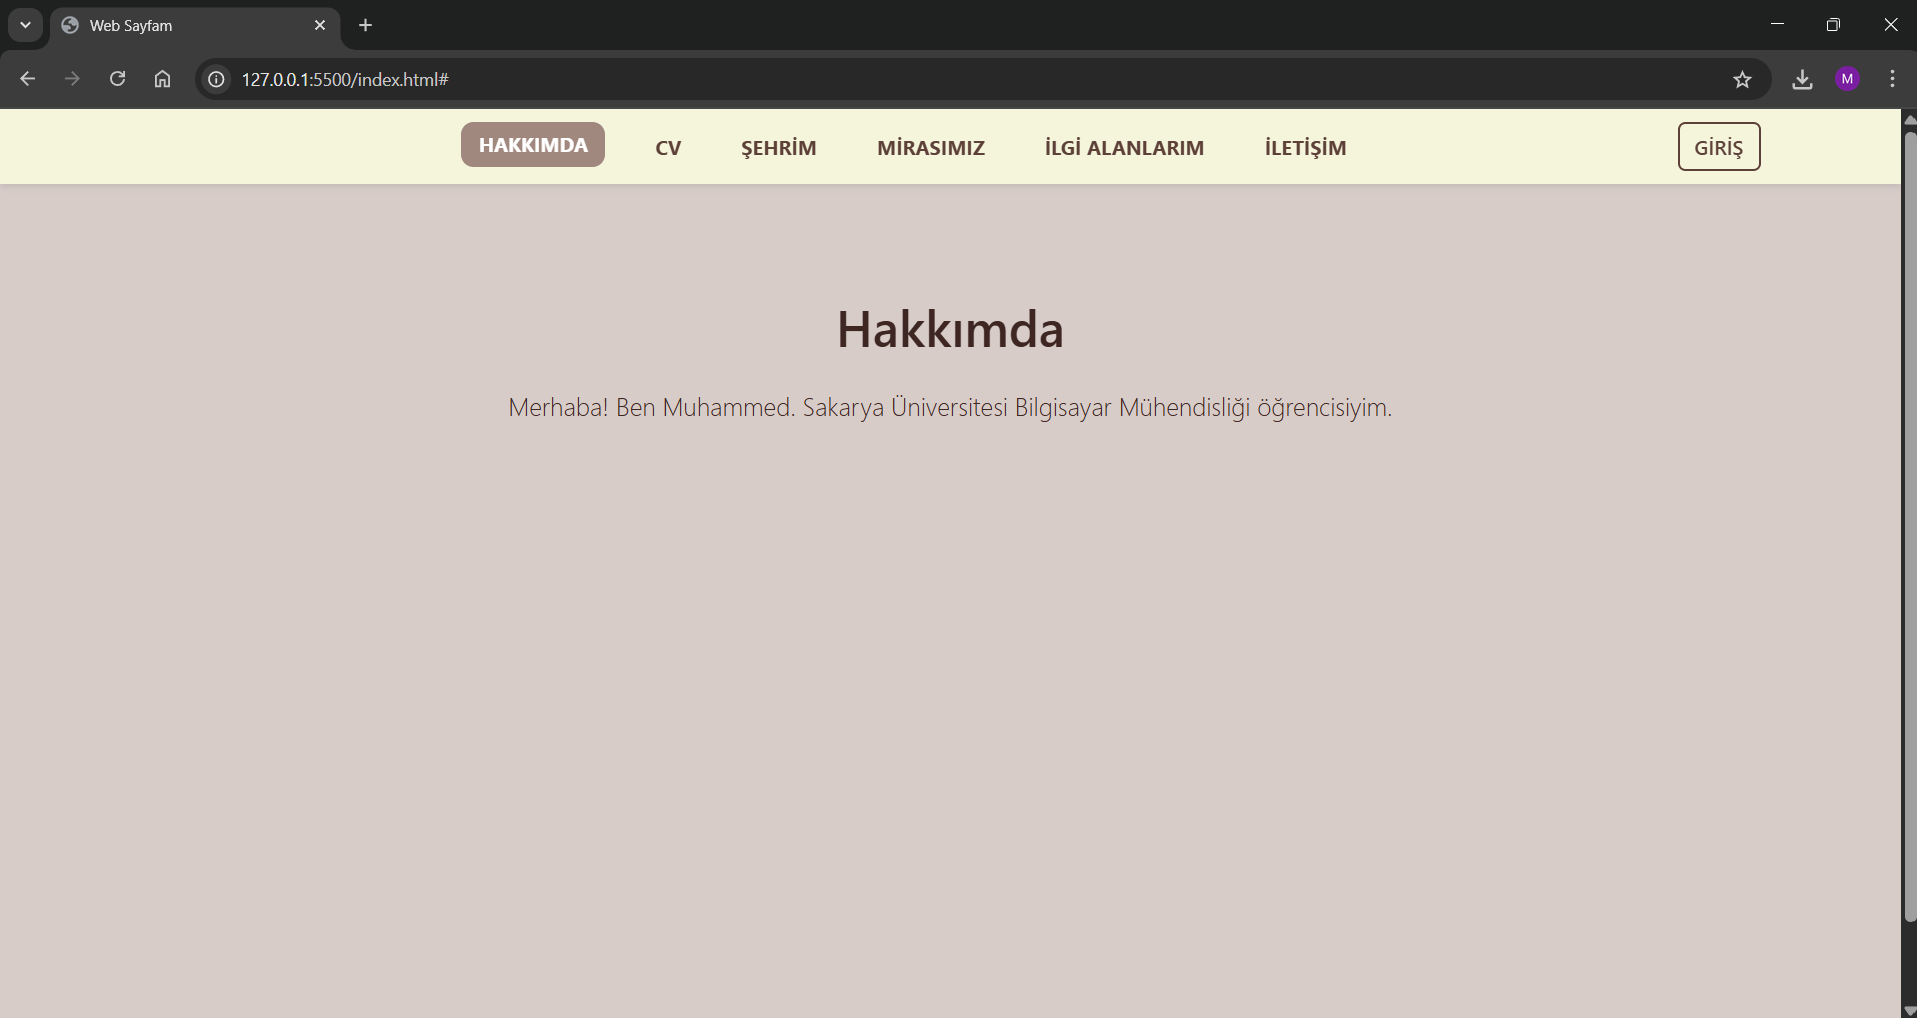 Web Sayfam
127.0.0.1:5500/index.html#
M
HAKKIMDA CV ŞEHRİM MİRASIMIZ İLGİ ALANLARIM İLETİŞİM GİRİŞ
Hakkımda
Merhaba! Ben Muhammed. Sakarya Üniversitesi Bilgisayar Mühendisliği öğrencisiyim.